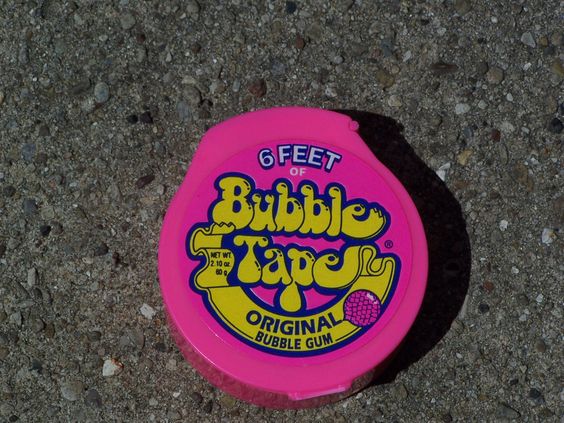 6 FEET
OF
Bubble
Tape
®
NET WT.
2.10 oz
60 g
ORIGINAL
BUBBLE GUM